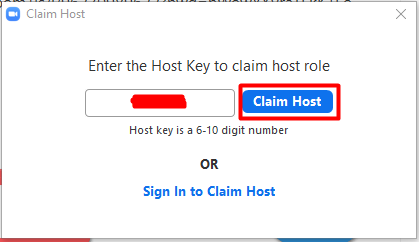 Claim Host
Enter the Host Key to claim host role
Claim Host
Host key is a 6-10 digit number
OR
Sign In to Claim Host